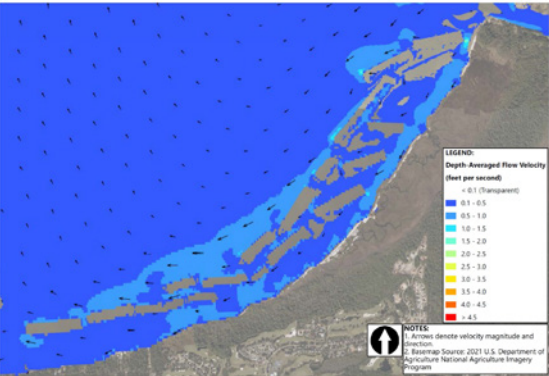 LEGEND:
Depth-Averaged Flow Velocity
(feet per second)
< 0.1 (Transparent)
0.1 - 0.5
0.5 - 1.0
1.0 - 1.5
1.5 - 2.0
2.0 - 2.5
2.5 - 3.0
3.0 - 3.5
3.5 - 4.0
4.0 - 4.5
> 4.5
NOTES:
1. Arrows denote velocity magnitude and
direction.
2. Basemap Source: 2021 U.S. Department of
Agriculture National Agriculture Imagery
Program